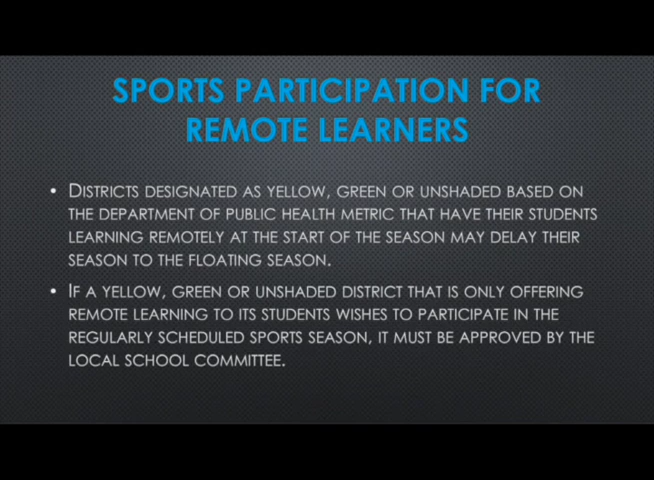 SPORTS PARTICIPATION FOR
REMOTE LEARNERS
• DISTRICTS DESIGNATED AS YELLOW, GREEN OR UNSHADED BASED ON
THE DEPARTMENT OF PUBLIC HEALTH METRIC THAT HAVE THEIR STUDENTS
LEARNING REMOTELY AT THE START OF THE SEASON MAY DELAY THEIR
SEASON TO THE FLOATING SEASON.
• IF A YELLOW, GREEN OR UNSHADED DISTRICT THAT IS ONLY OFFERING
REMOTE LEARNING TO ITS STUDENTS WISHES TO PARTICIPATE IN THE
REGULARLY SCHEDULED SPORTS SEASON, IT MUST BE APPROVED BY THE
LOCAL SCHOOL COMMITTEE.